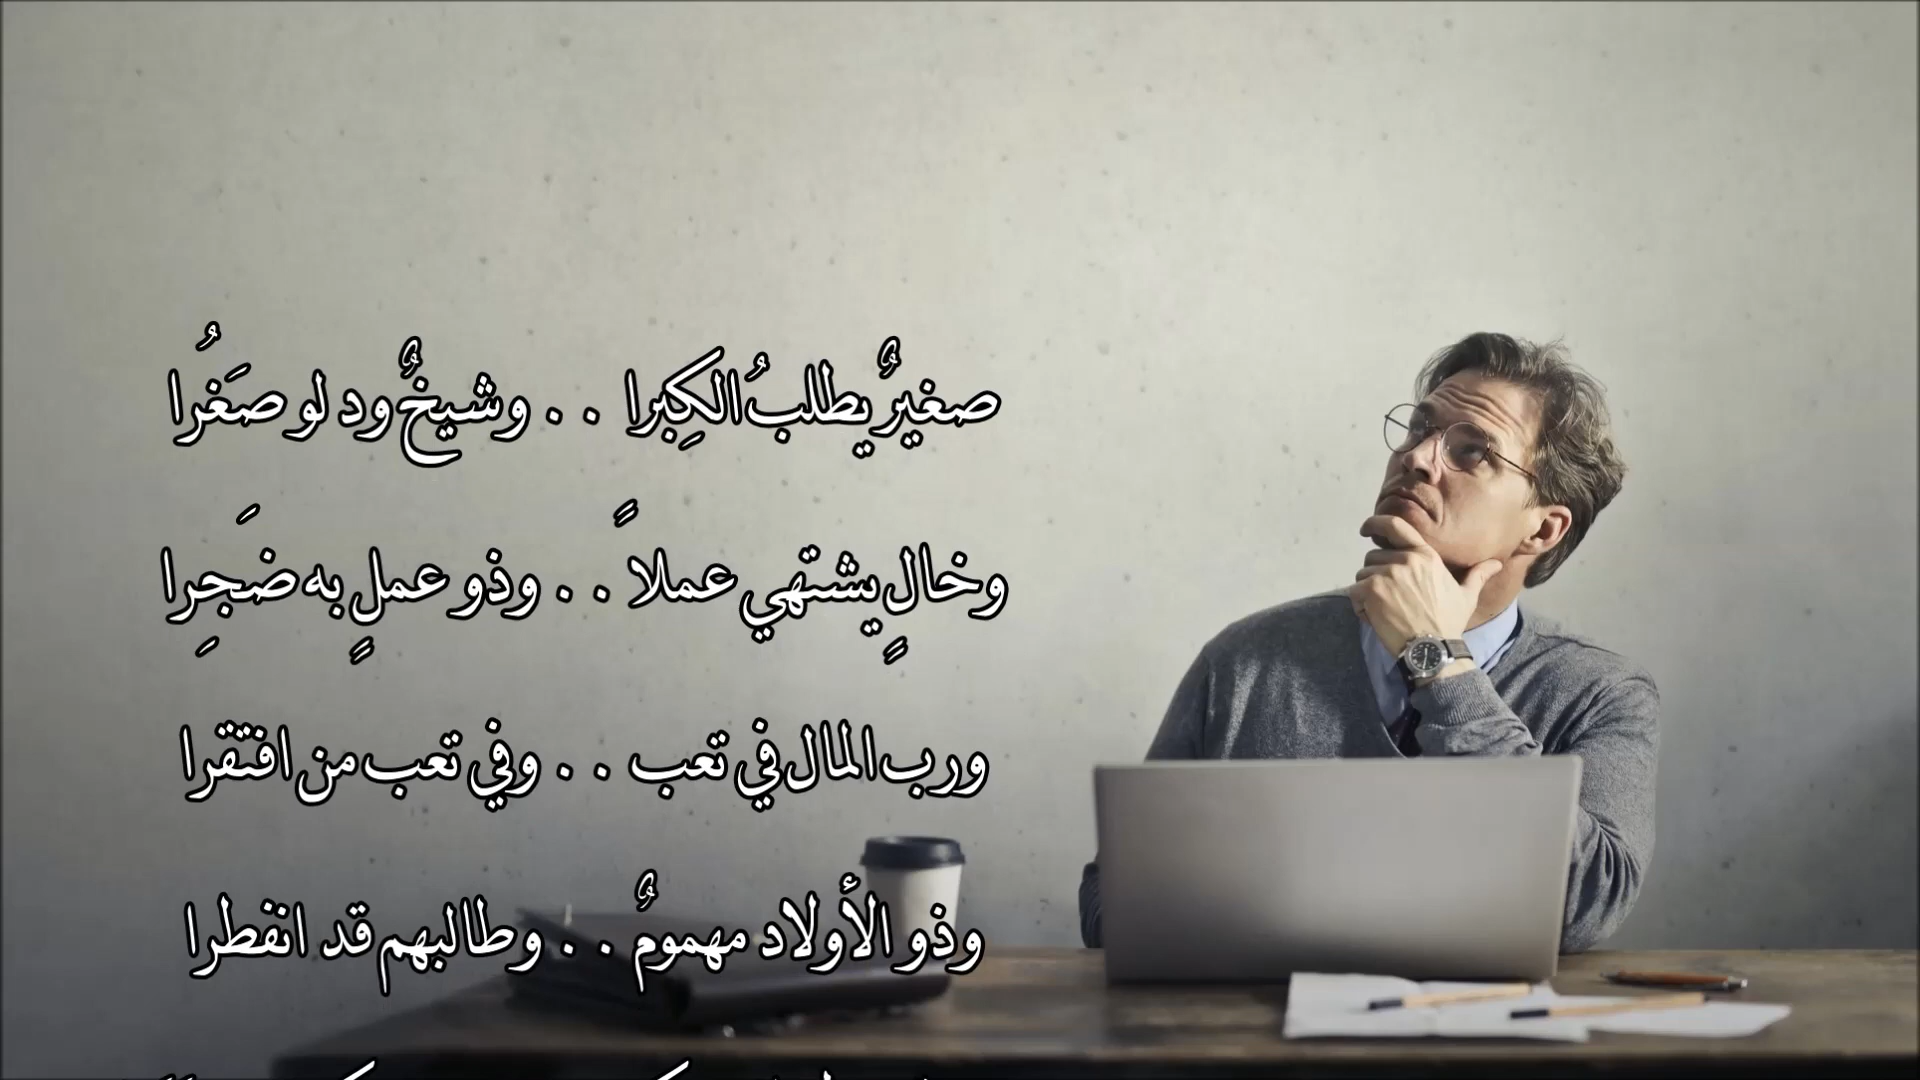 صغيرٌ يطلبُ الكِبرا . . وشيخٌ ود لو صَغُرا
وخالٍ يشتهي عملاً . . وذو عملٍ به ضَجِرا
ورب المال في تعب . . وفي تعب من افتقرا
وذو الأولاد مهمومٌ . . وطالبهم قد انفطرا